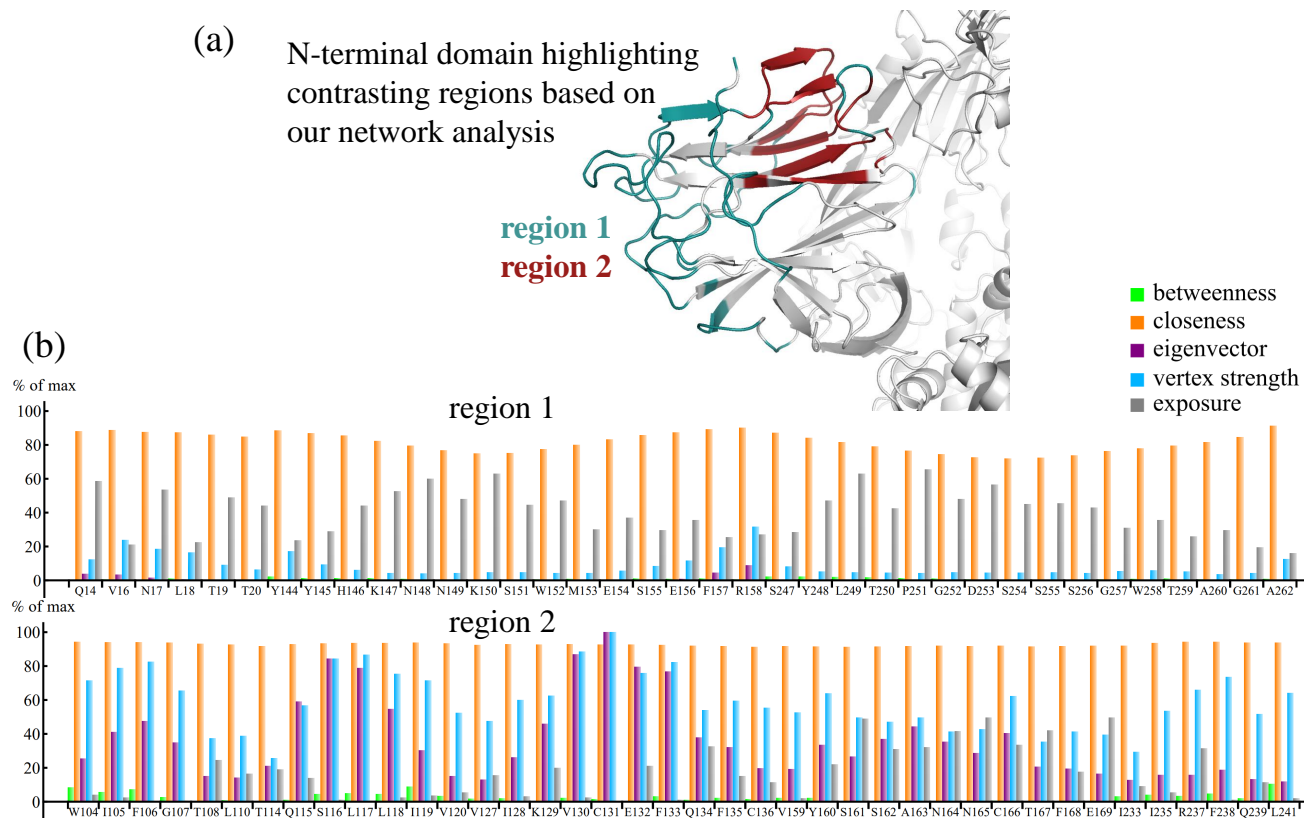 (a)
N-terminal domain highlighting
contrasting regions based on
our network analysis
region 1
region 2
betweenness
closeness
eigenvector
vertex strength
exposure
(b)
% of max
region 1
100
80
60
40
20
0
Q14 V16 N17 L18 T19 T20 Y144 Y145 H146 K147 N148 N149 K150 S151 W152 M153 E154 S155 E156 F157 R158 S247 Y248 L249 T250 P251 G252 D253 S254 S255 S256 G257 W258 T259 A260 G261 A262
% of max
region 2
100
80
60
40
20
0
W104 I105 F106 G107 T108 L110 T114 Q115 S116 L117 L118 I119 V120 V127 I128 K129 V130 C131 E132 F133 Q134 F135 C136 V159 Y160 S161 S162 A163 N164 N165 C166 T167 F168 E169 I233 I235 R237 F238 Q239 L241